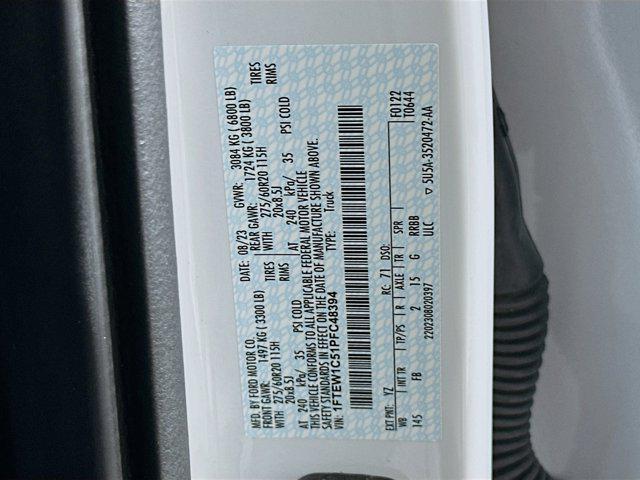 MFD. BY FORD MOTOR CO. DATE: 08/23 GVWR: 3084 KG ( 6800 LB)
FRONT GAWR: 1497 KG ( 3300 LB) REAR GAWR: 1724 KG ( 3800 LB)
WITH 275/60R20 115H TIRES WITH 275/60R20 115H TIRES
20x8.5J RIMS 20x8.5J RIMS
AT 240 kPa/ 35 PSI COLD AT 240 kPa/ 35 PSI COLD
THIS VEHICLE CONFORMS TO ALL APPLICABLE FEDERAL MOTOR VEHICLE
SAFETY STANDARDS IN EFFECT ON THE DATE OF MANUFACTURE SHOWN ABOVE.
VIN: 1FTEW1C51PFC48394 TYPE: Truck
F0122
T0644
EXT PNT: YZ RC: 71 DSO:
WB INT TR TP/PS R AXLE TR SPR
145 FB 2 15 G RRBB
2202308020397 ULC ▽ 5U5A-3520472-AA